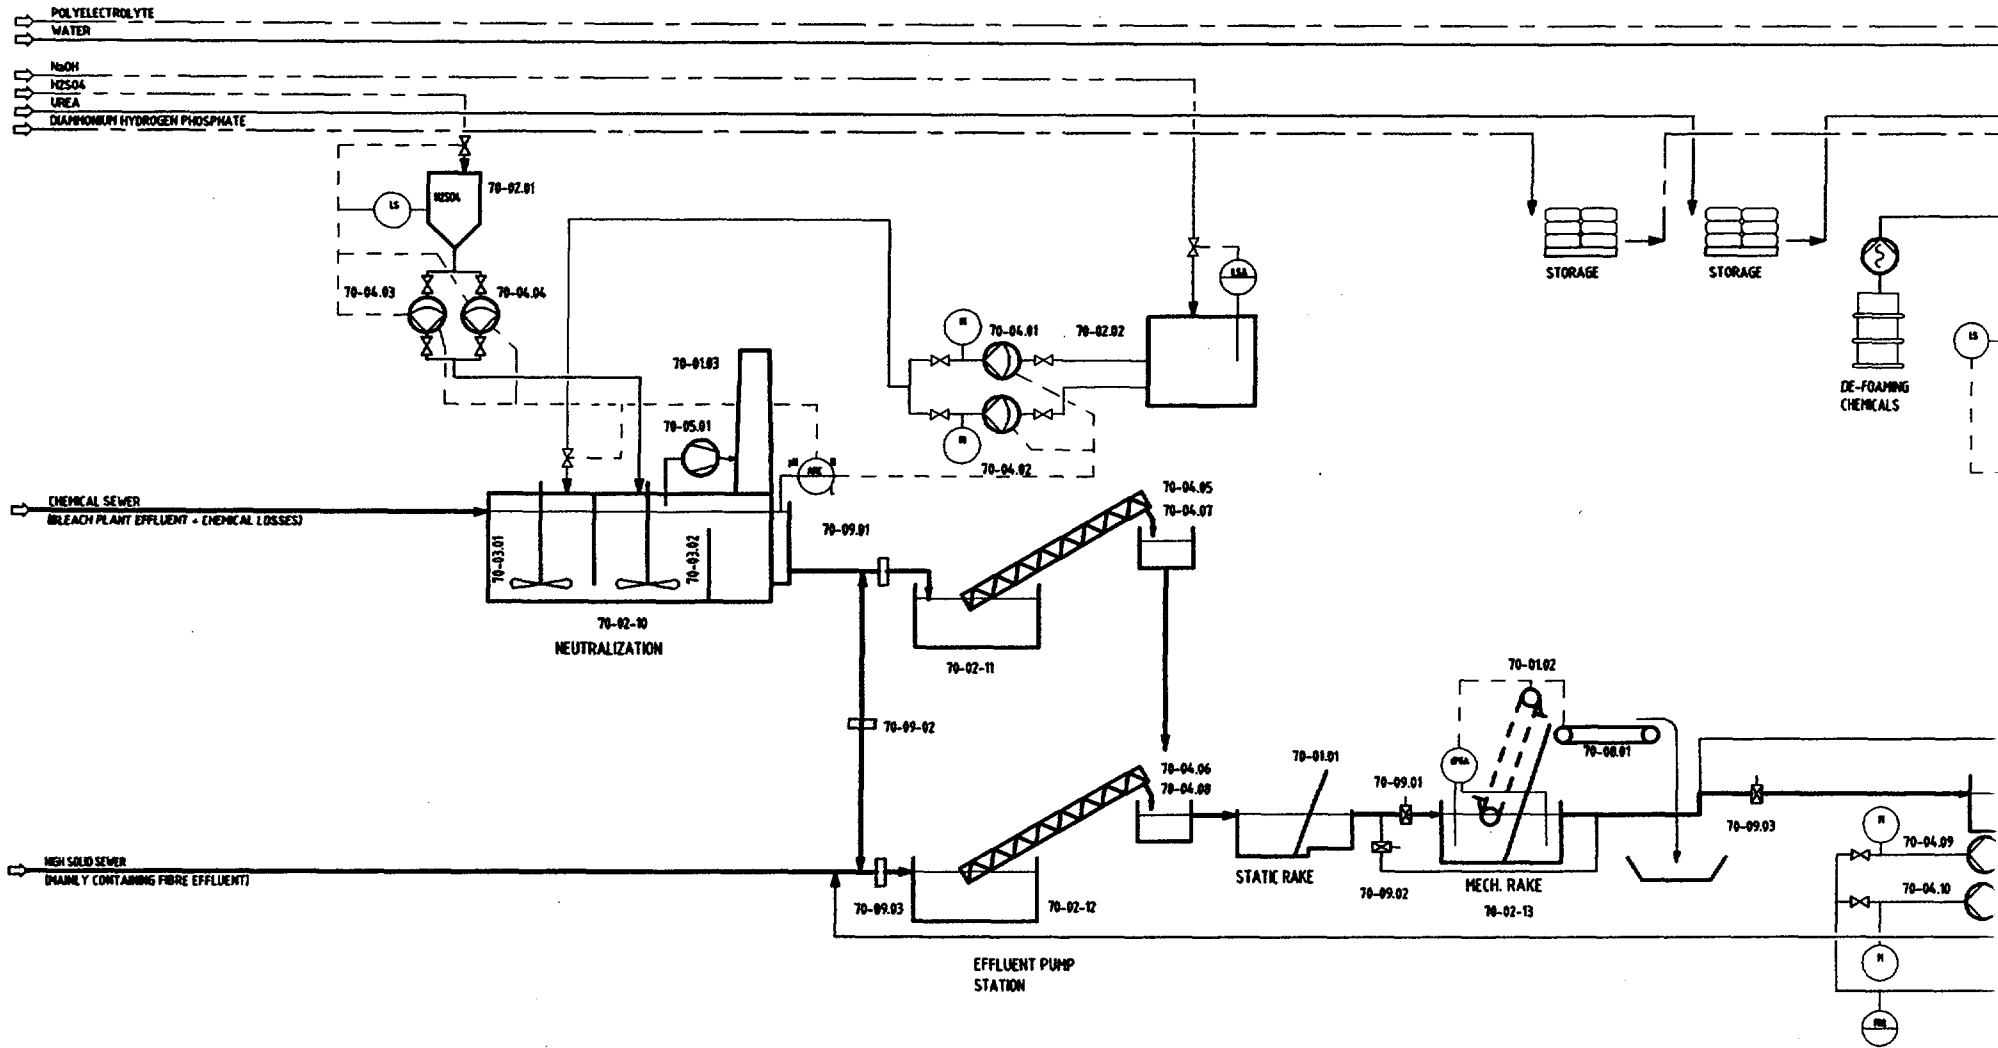 POLYELECTROLYTE
WATER
NaOH
H2SO4
UREA
DIAMMONIUM HYDROGEN PHOSPHATE
H2SO4
70-02.01
LS
70-04.03
70-04.04
STORAGE
STORAGE
LSA
LS
DE-FOAMING
CHEMICALS
PI
70-04.01
70-02.02
PI
70-04.02
70-01.03
70-05.01
pH
ARC
CHEMICAL SEWER
(BLEACH PLANT EFFLUENT + CHEMICAL LOSSES)
70-03.01
70-03.02
70-02-10
NEUTRALIZATION
70-09.01
70-04.05
70-04.07
70-02-11
70-09-02
70-04.06
70-04.08
70-01.01
STATIC RAKE
70-09.01
70-09.02
70-01.02
70-08.01
MECH. RAKE
70-02-13
70-09.03
PI
70-04.09
70-04.10
PI
HIGH SOLID SEWER
(MAINLY CONTAINING FIBRE EFFLUENT)
70-09.03
70-02-12
EFFLUENT PUMP
STATION